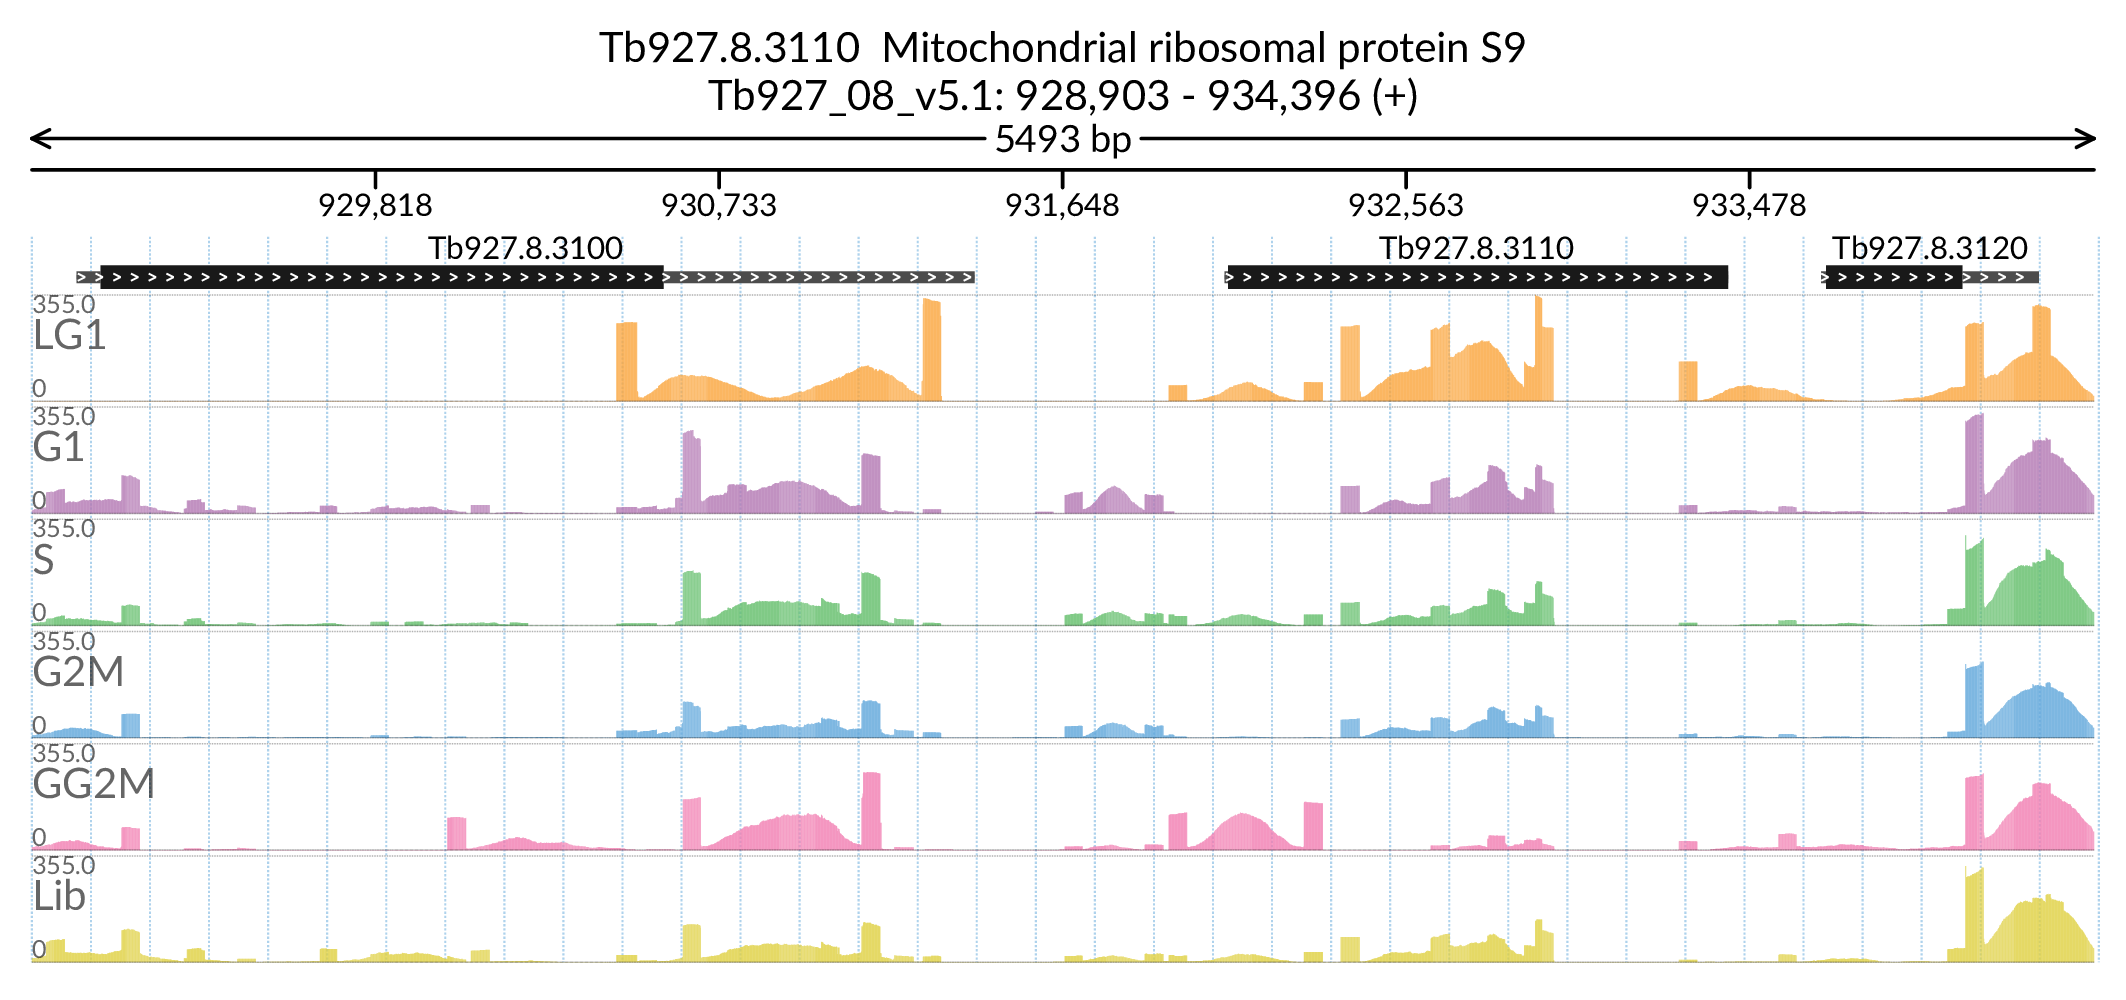 Tb927.8.3110  Mitochondrial ribosomal protein S9
Tb927_08_v5.1: 928,903 - 934,396 (+)
5493 bp
929,818 930,733 931,648 932,563 933,478
Tb927.8.3100 Tb927.8.3110 Tb927.8.3120
355.0
LG1
0
355.0
G1
0
355.0
S
0
355.0
G2M
0
355.0
GG2M
0
355.0
Lib
0